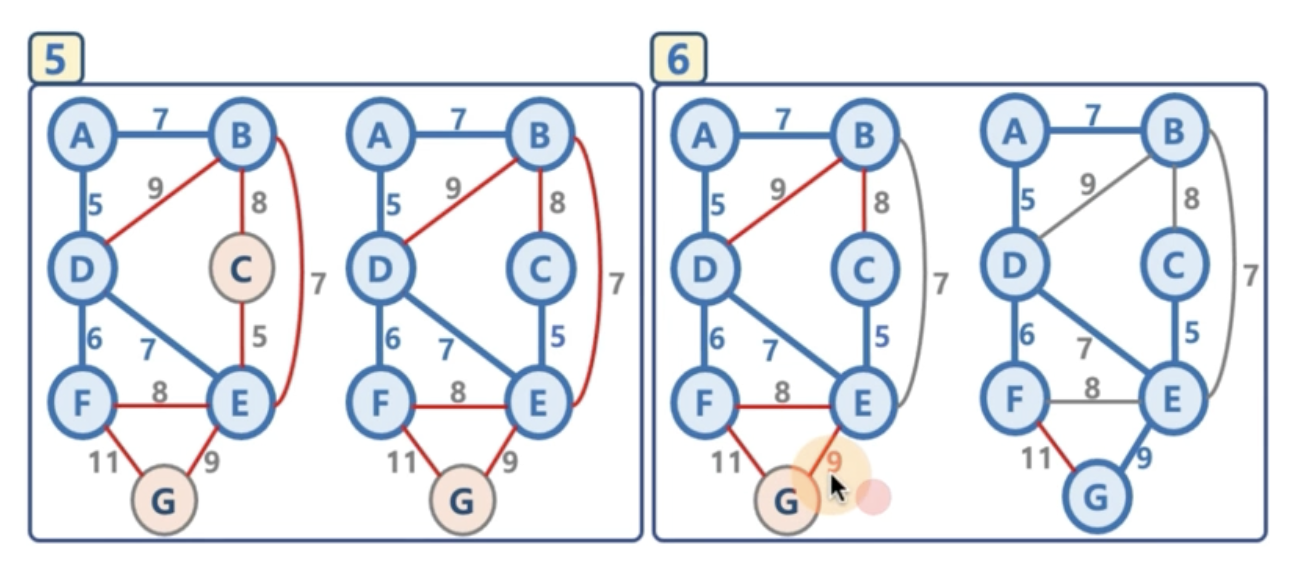 5
A 7 B A 7 B
5 9 8 5 9 8
D C 7 D C 7
6 7 5 6 7 5
F 8 E F 8 E
11 9 11 9
G G
6
A 7 B A 7 B
5 9 8 5 9 8
D C 7 D C 7
6 7 5 6 7 5
F 8 E F 8 E
11 9 11 9
G G